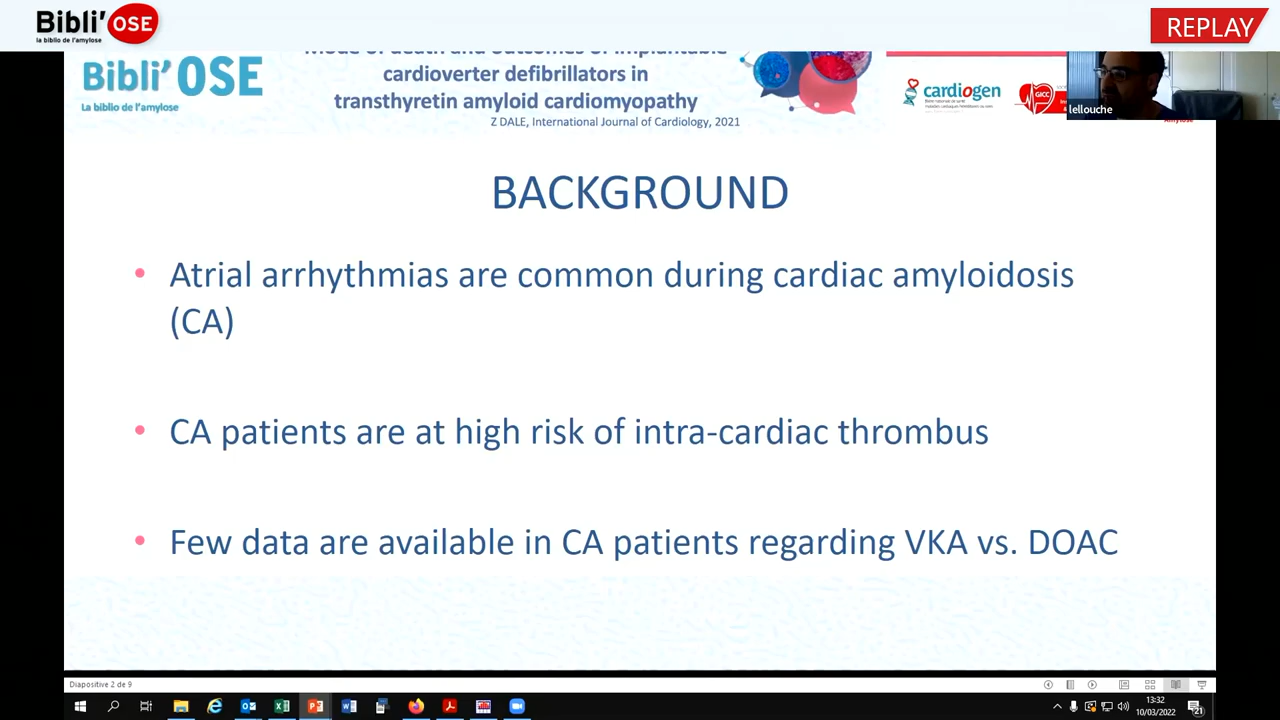 Bibli'OSE
la biblio de l'amylose
REPLAY
Mode of death and outcomes of implantable
cardioverter defibrillators in
transthyretin amyloid cardiomyopathy
Z DALE, International Journal of Cardiology, 2021
Bibli'OSE
La biblio de l'amylose
cardiogen
GICC
lellouche
Amylose
BACKGROUND
• Atrial arrhythmias are common during cardiac amyloidosis
(CA)
• CA patients are at high risk of intra-cardiac thrombus
• Few data are available in CA patients regarding VKA vs. DOAC
Diapositive 2 de 9
13:32
10/03/2022
21